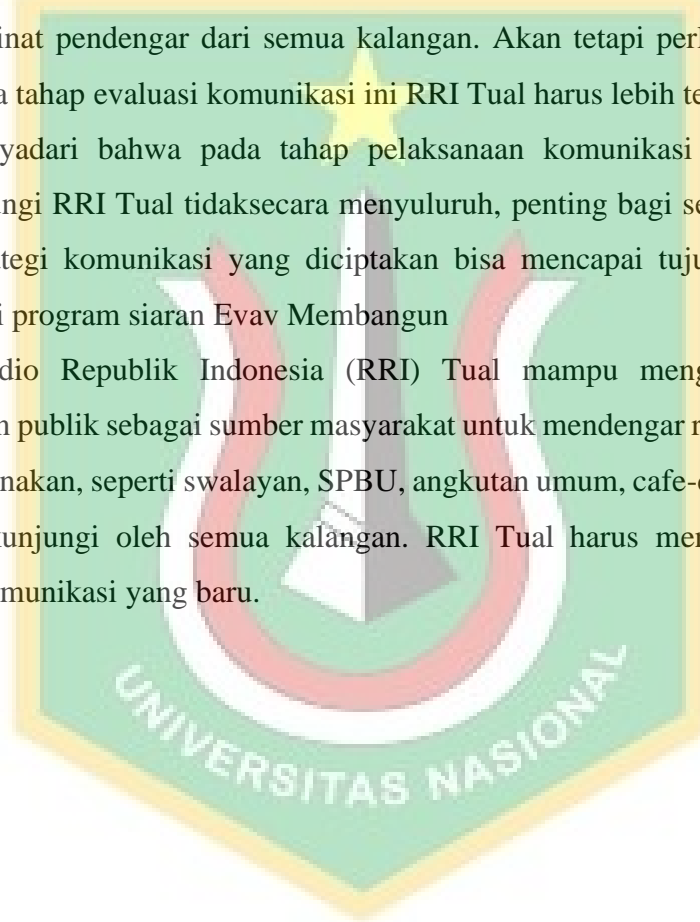 inat pendengar dari semua kalangan. Akan tetapi perl
a tahap evaluasi komunikasi ini RRI Tual harus lebih te
yadari bahwa pada tahap pelaksanaan komunikasi
ngi RRI Tual tidaksecara menyuluruh, penting bagi se
tegi komunikasi yang diciptakan bisa mencapai tuju
i program siaran Evav Membangun
dio Republik Indonesia (RRI) Tual mampu meng
n publik sebagai sumber masyarakat untuk mendengar r
nakan, seperti swalayan, SPBU, angkutan umum, cafe-c
kunjungi oleh semua kalangan. RRI Tual harus mer
munikasi yang baru.
UNIVERSITAS NASIONAL